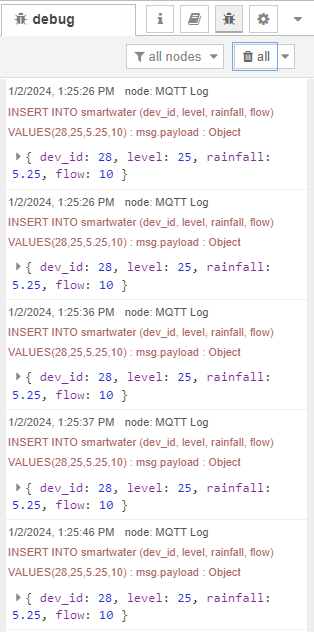 debug
all nodes
all
1/2/2024, 1:25:26 PM node: MQTT Log
INSERT INTO smartwater (dev_id, level, rainfall, flow)
VALUES(28,25,5.25,10) : msg.payload : Object
{ dev_id: 28, level: 25, rainfall:
5.25, flow: 10 }
1/2/2024, 1:25:26 PM node: MQTT Log
INSERT INTO smartwater (dev_id, level, rainfall, flow)
VALUES(28,25,5.25,10) : msg.payload : Object
{ dev_id: 28, level: 25, rainfall:
5.25, flow: 10 }
1/2/2024, 1:25:36 PM node: MQTT Log
INSERT INTO smartwater (dev_id, level, rainfall, flow)
VALUES(28,25,5.25,10) : msg.payload : Object
{ dev_id: 28, level: 25, rainfall:
5.25, flow: 10 }
1/2/2024, 1:25:37 PM node: MQTT Log
INSERT INTO smartwater (dev_id, level, rainfall, flow)
VALUES(28,25,5.25,10) : msg.payload : Object
{ dev_id: 28, level: 25, rainfall:
5.25, flow: 10 }
1/2/2024, 1:25:46 PM node: MQTT Log
INSERT INTO smartwater (dev_id, level, rainfall, flow)
VALUES(28,25,5.25,10) : msg.payload : Object
{ dev_id: 28, level: 25, rainfall:
5.25, flow: 10 }